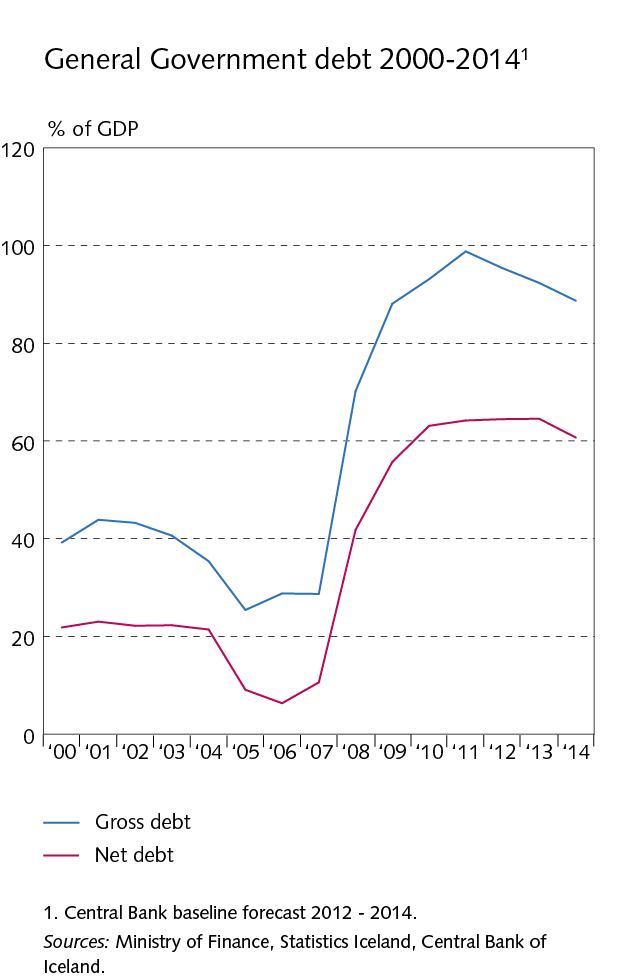 General Government debt 2000-2014¹
% of GDP
120
100
80
60
40
20
0
‘00 ‘01 ‘02 ‘03 ‘04 ‘05 ‘06 ‘07 ‘08 ‘09 ‘10 ‘11 ‘12 ‘13 ‘14
Gross debt
Net debt
1. Central Bank baseline forecast 2012 - 2014.
Sources: Ministry of Finance, Statistics Iceland, Central Bank of
Iceland.